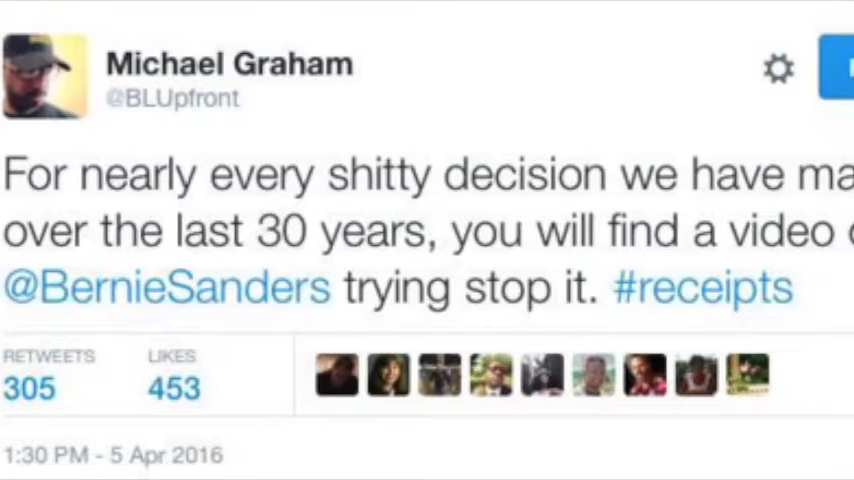 Michael Graham
@BLUpfront
For nearly every shitty decision we have ma
over the last 30 years, you will find a video
@BernieSanders trying stop it. #receipts
RETWEETS LIKES
305 453
1:30 PM - 5 Apr 2016